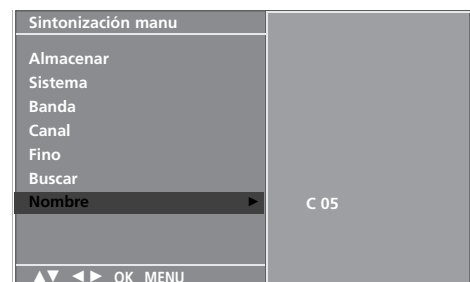 Sintonización manu
Almacenar
Sistema
Banda
Canal
Fino
Buscar
Nombre ► C 05
▲▼ ◄► OK MENU